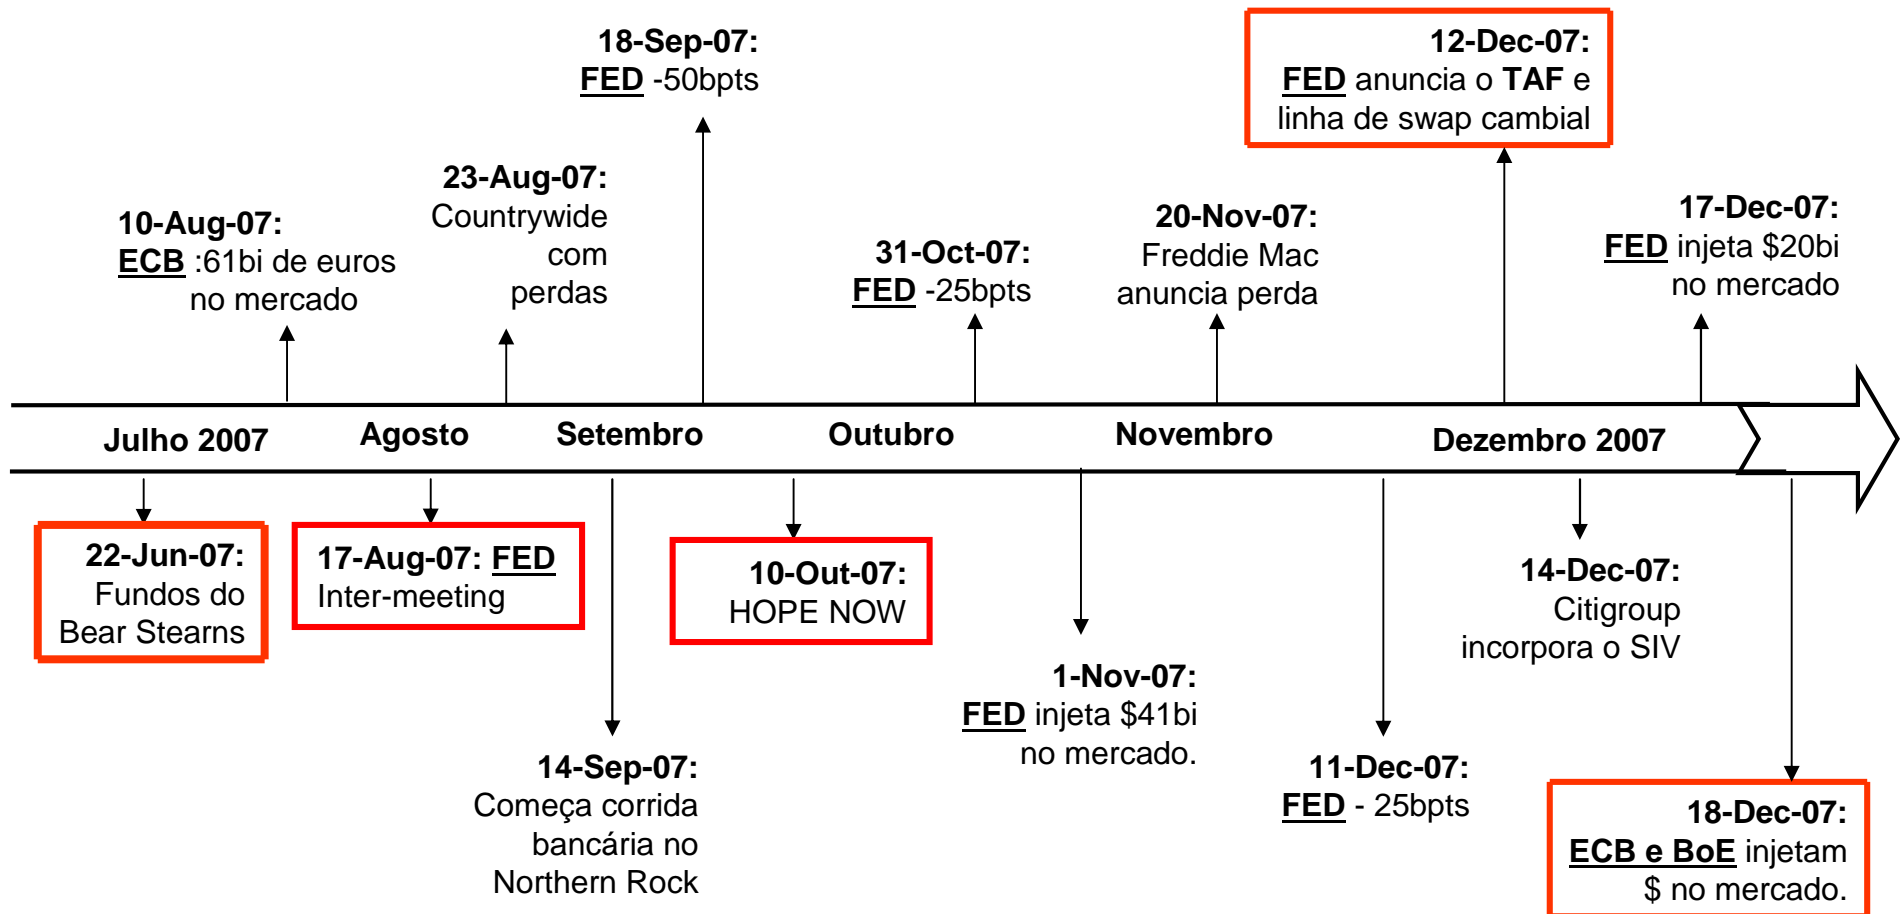 18-Sep-07:
FED -50bpts
12-Dec-07:
FED anuncia o TAF e
linha de swap cambial
23-Aug-07:
Countrywide
com
perdas
10-Aug-07:
ECB :61bi de euros
no mercado
31-Oct-07:
FED -25bpts
20-Nov-07:
Freddie Mac
anuncia perda
17-Dec-07:
FED injeta $20bi
no mercado
Julho 2007 Agosto Setembro Outubro Novembro Dezembro 2007
22-Jun-07:
Fundos do
Bear Stearns
17-Aug-07: FED
Inter-meeting
10-Out-07:
HOPE NOW
14-Sep-07:
Começa corrida
bancária no
Northern Rock
1-Nov-07:
FED injeta $41bi
no mercado.
11-Dec-07:
FED - 25bpts
14-Dec-07:
Citigroup
incorpora o SIV
18-Dec-07:
ECB e BoE injetam
$ no mercado.